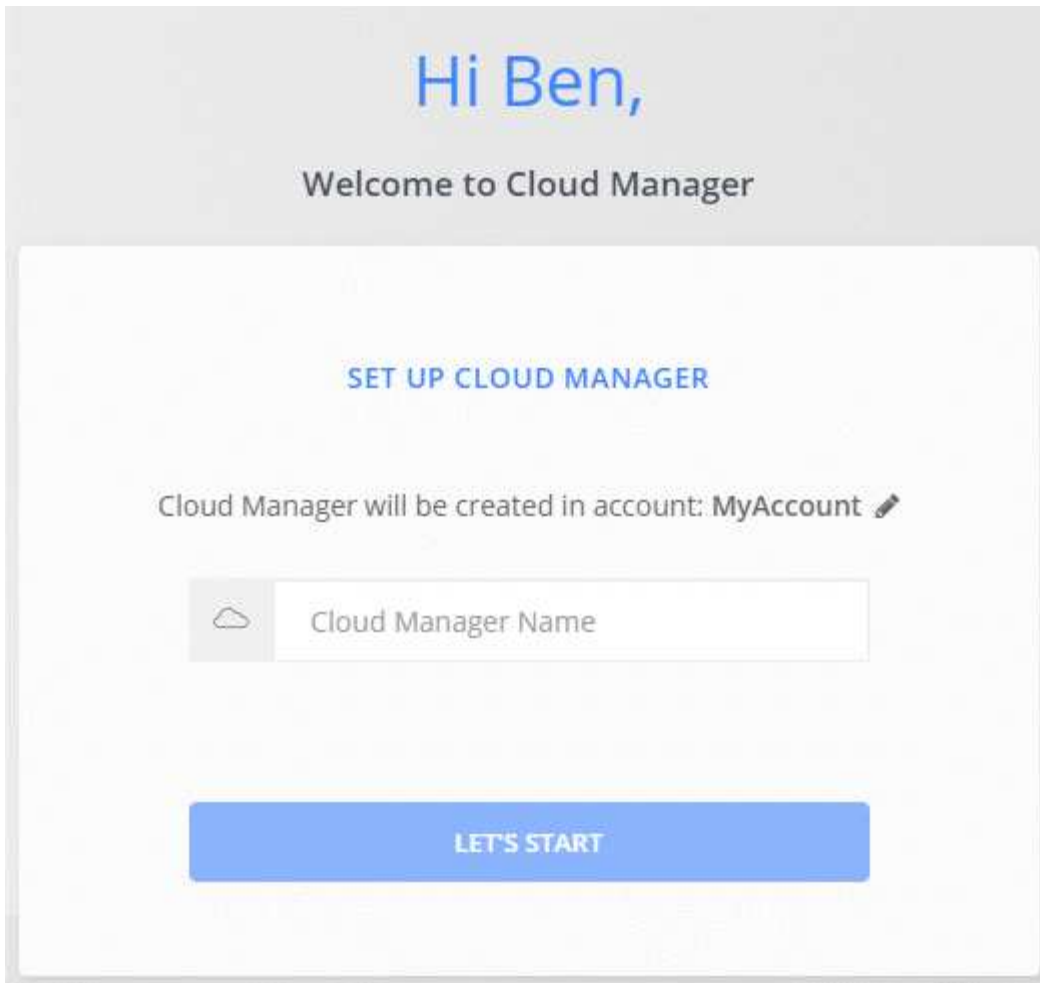 Hi Ben,
Welcome to Cloud Manager
SET UP CLOUD MANAGER
Cloud Manager will be created in account: MyAccount
Cloud Manager Name
LET'S START